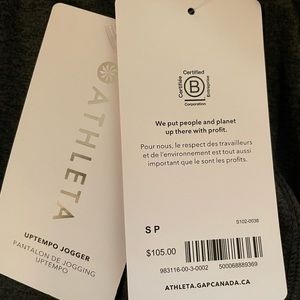 ATHLETA
UPTEMPO JOGGER
PANTALON DE JOGGING
UPTEMPO
Certified
B
Corporation
Certifiée
Entreprise
We put people and planet
up there with profit.
Pour nous, le respect des travailleurs
et de l'environnement est tout aussi
important que le sont les profits.
S102-0038
S P
$105.00
983116-00-3-0002
500068889369
ATHLETA.GAPCANADA.CA